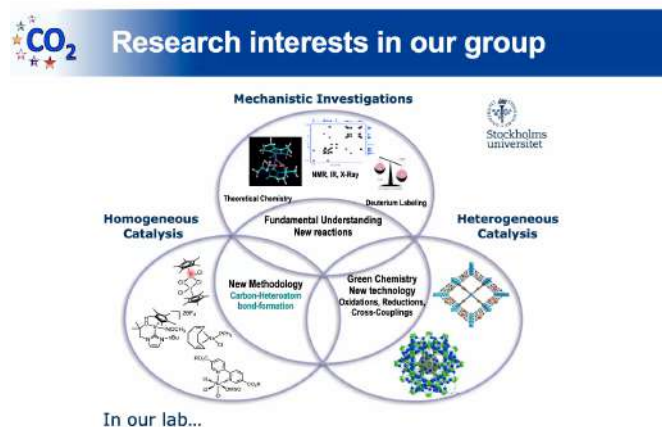 CO2
Research interests in our group
Mechanistic Investigations
Stockholms
universitet
NMR, IR, X-Ray
Theoretical Chemistry
Deuterium Labeling
Fundamental Understanding
New reactions
Homogeneous
Catalysis
Heterogeneous
Catalysis
New Methodology
Carbon-Heteroatom
bond-formation
Green Chemistry
New technology
Oxidations, Reductions,
Cross-Couplings
In our lab...